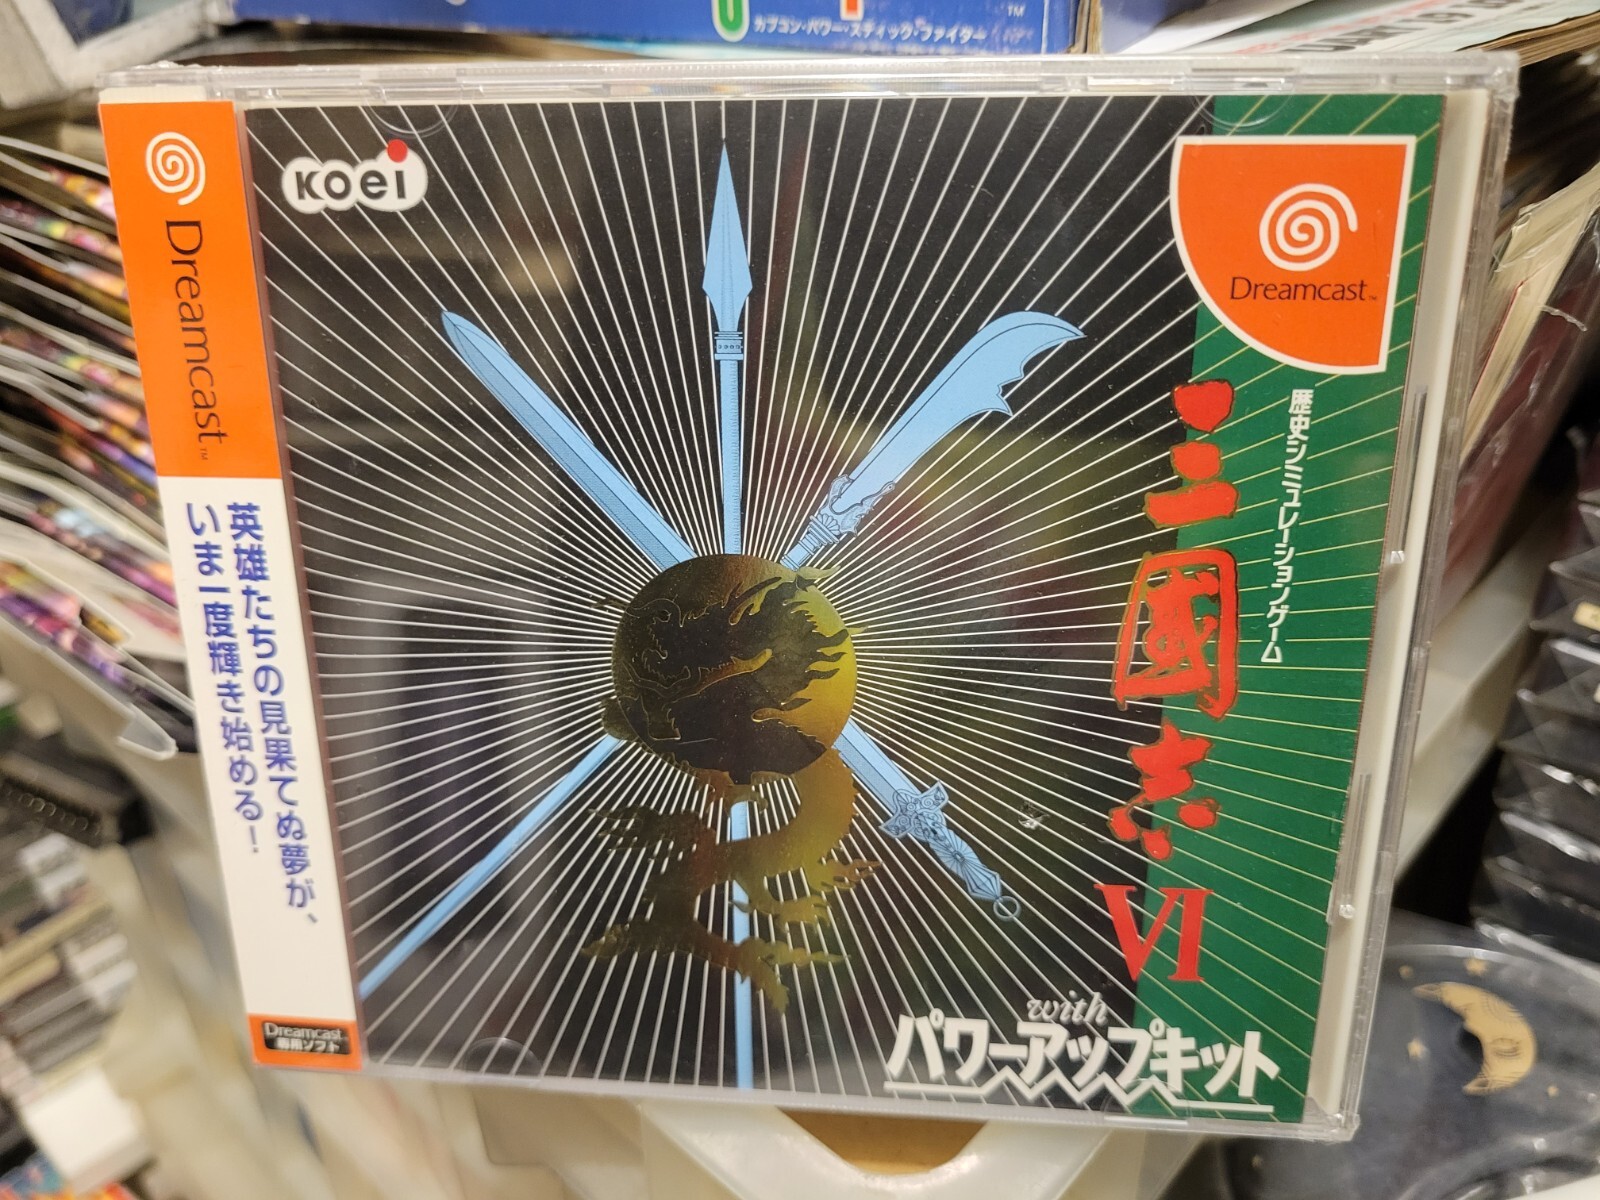 カプコン・パワー・スティック・ファイター
TM
Dreamcast™
英雄たちの見果てぬ夢が、
いま一度輝き始める!
Dreamcast
専用ソフト
KOEI
Dreamcast™
歴史シミュレーションゲーム
三國志
VI
with
パワーアップキット